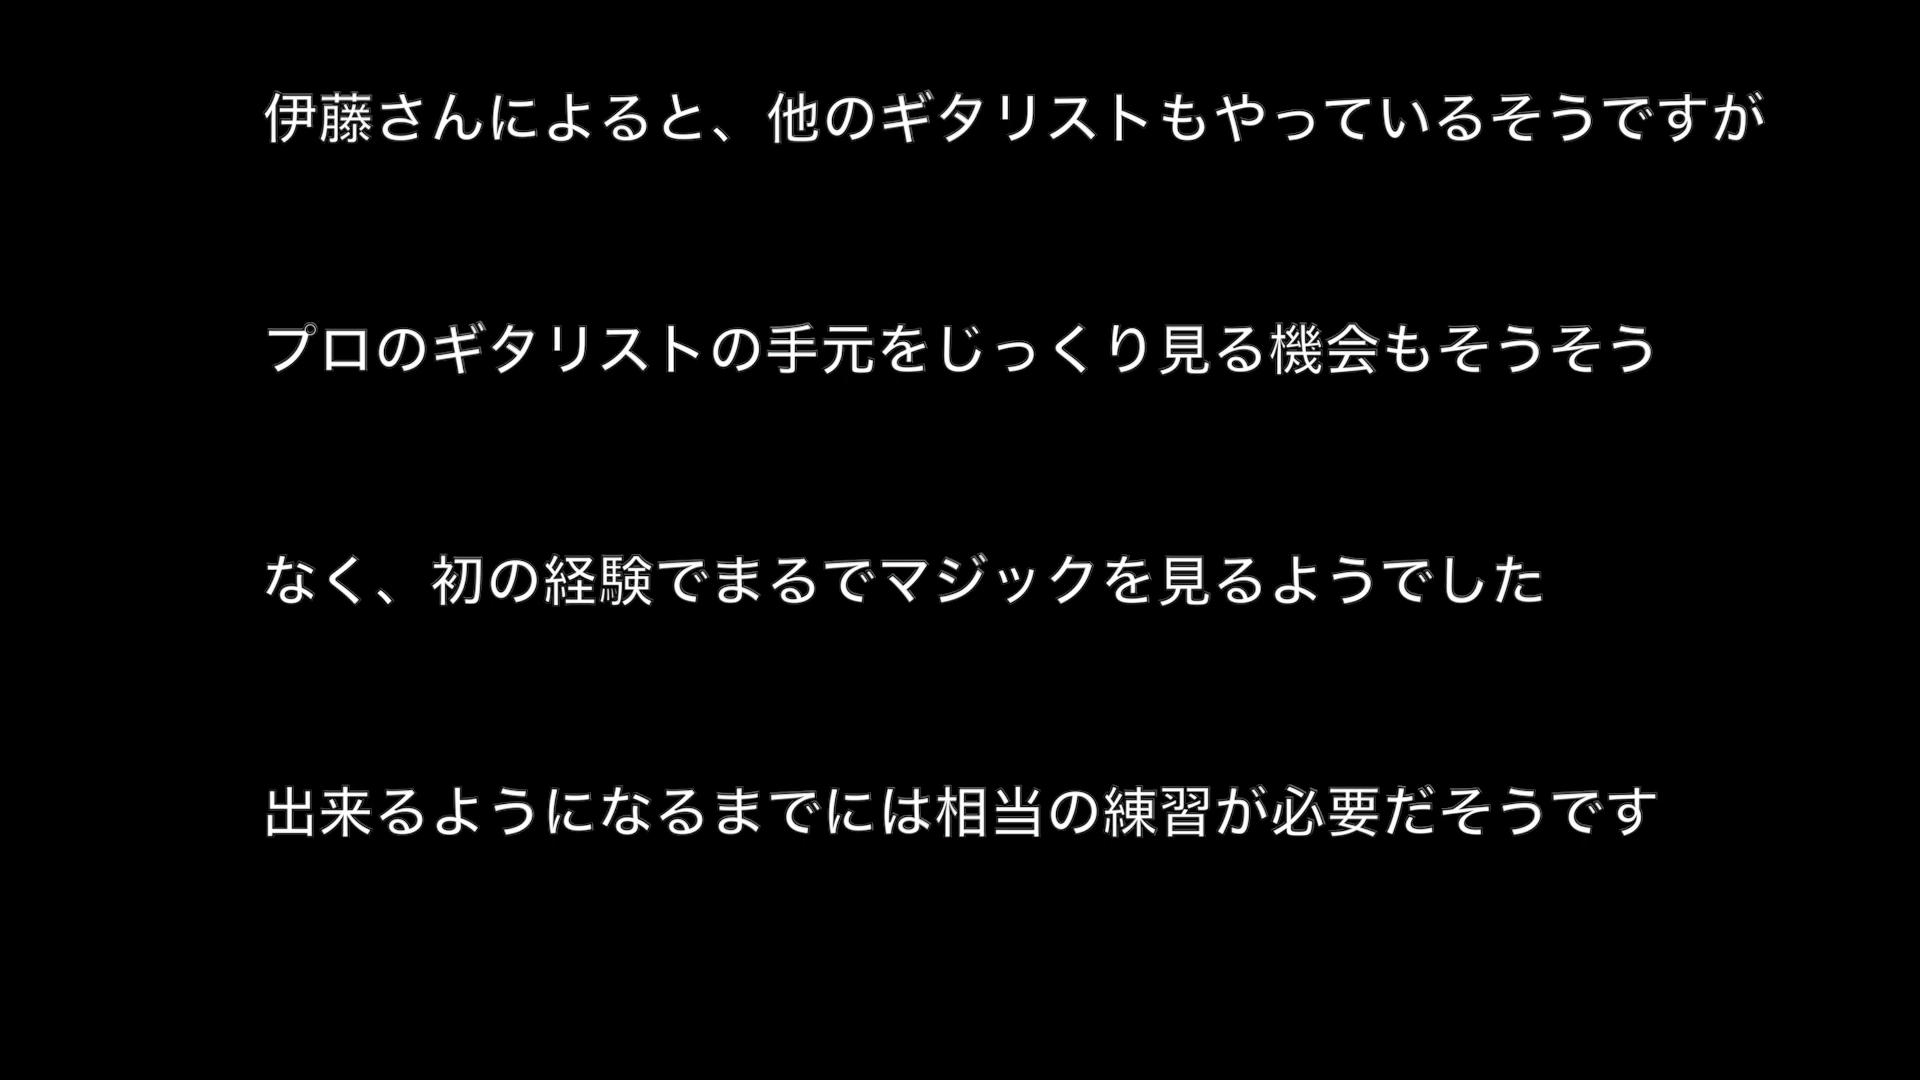 伊藤さんによると、他のギタリストもやっているそうですが
プロのギタリストの手元をじっくり見る機会もそうそう
なく、初の経験でまるでマジックを見るようでした
出来るようになるまでには相当の練習が必要だそうです